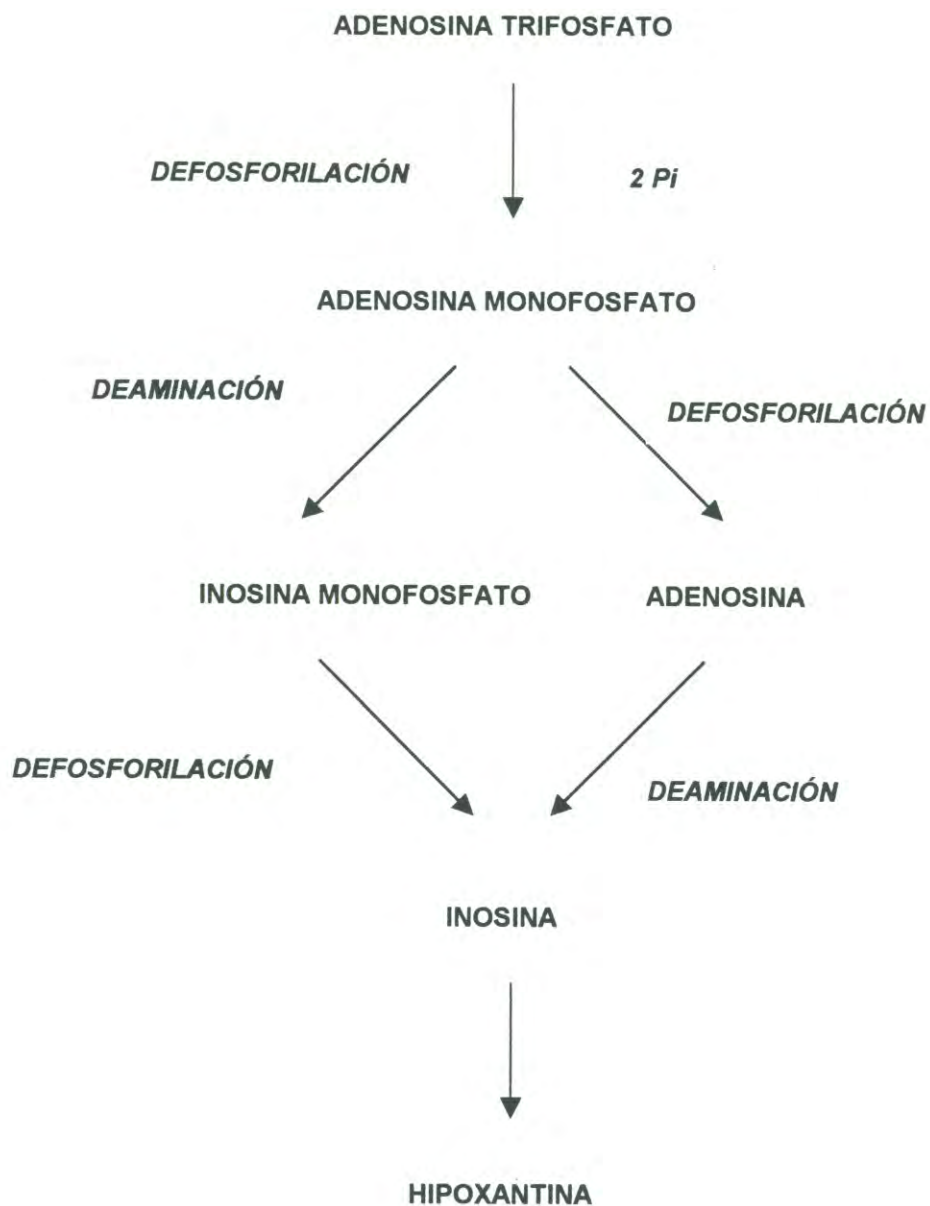 ADENOSINA TRIFOSFATO
DEFOSFORILACIÓN
2 Pi
ADENOSINA MONOFOSFATO
DEAMINACIÓN
DEFOSFORILACIÓN
INOSINA MONOFOSFATO
ADENOSINA
DEFOSFORILACIÓN
DEAMINACIÓN
INOSINA
HIPOXANTINA